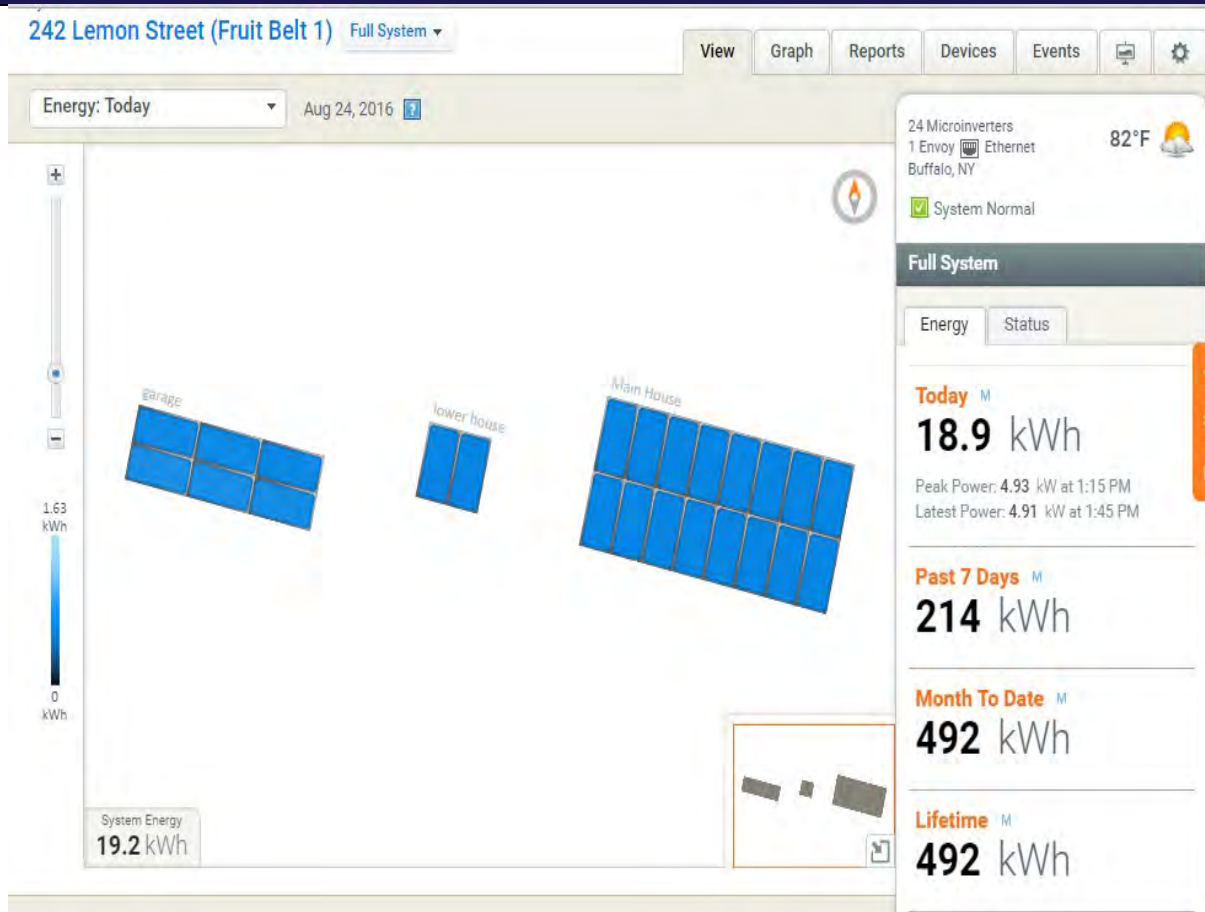 242 Lemon Street (Fruit Belt 1) Full System
View Graph Reports Devices Events
Energy: Today Aug 24, 2016 ?
24 Microinverters
1 Envoy Ethernet
Buffalo, NY
82°F
System Normal
Full System
Energy Status
Today M
18.9 kWh
Peak Power: 4.93 kW at 1:15 PM
Latest Power: 4.91 kW at 1:45 PM
Past 7 Days M
214 kWh
Month To Date M
492 kWh
Lifetime M
492 kWh
garage
lower house
Main House
1.63
kWh
0
kWh
System Energy
19.2 kWh